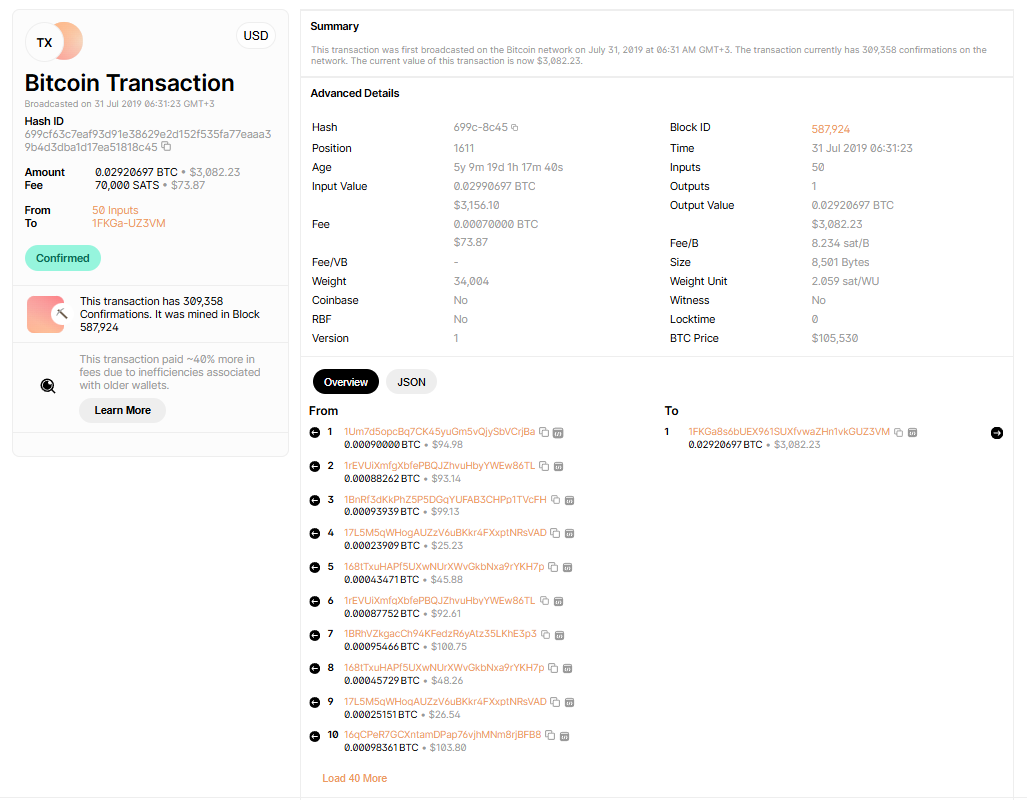 TX
USD
Bitcoin Transaction
Broadcasted on 31 Jul 2019 06:31:23 GMT+3
Hash ID
699cf63c7eaf93d91e38629e2d152f535fa77eaaa3
9b4d3dba1d17ea51818c45
Amount 0.02920697 BTC • $3,082.23
Fee 70,000 SATS • $73.87
From 50 Inputs
To 1FKGa-UZ3VM
Confirmed
This transaction has 309,358
Confirmations. It was mined in Block
587,924
This transaction paid ~40% more in
fees due to inefficiencies associated
with older wallets.
Learn More
Summary
This transaction was first broadcasted on the Bitcoin network on July 31, 2019 at 06:31 AM GMT+3. The transaction currently has 309,358 confirmations on the
network. The current value of this transaction is now $3,082.23.
Advanced Details
Hash 699c-8c45
Block ID 587,924
Position 1611
Time 31 Jul 2019 06:31:23
Age 5y 9m 19d 1h 17m 40s
Inputs 50
Input Value 0.02990697 BTC
$3,156.10
Outputs 1
Output Value 0.02920697 BTC
$3,082.23
Fee 0.00070000 BTC
$73.87
Fee/B 8.234 sat/B
Fee/VB -
Size 8,501 Bytes
Weight 34,004
Weight Unit 2.059 sat/WU
Coinbase No
Witness No
RBF No
Locktime 0
Version 1
BTC Price $105,530
Overview JSON
From
1 1Um7d5opcBq7CK45yuGm5vQjySbVCrjBa
0.00090000 BTC • $94.98
2 1rEVUiXmfgXbfePBQJZhvuHbyYWEw86TL
0.00088262 BTC • $93.14
3 1BnRf3dKkPhZ5P5DGqYUFAB3CHPp1TVcFH
0.00093939 BTC • $99.13
4 17L5M5qWHogAUZzV6uBKkr4FXxptNRsVAD
0.00023909 BTC • $25.23
5 168tTxuHAPf5UXwNUrXWvGkbNxa9rYKH7p
0.00043471 BTC • $45.88
6 1rEVUiXmfgXbfePBQJZhvuHbyYWEw86TL
0.00087752 BTC • $92.61
7 1BRhVZkgacCh94KFedzR6yAtz35LKhE3p3
0.00095466 BTC • $100.75
8 168tTxuHAPf5UXwNUrXWvGkbNxa9rYKH7p
0.00045729 BTC • $48.26
9 17L5M5qWHogAUZzV6uBKkr4FXxptNRsVAD
0.00025151 BTC • $26.54
10 16qCPeR7GCXntamDPap76vjhMNm8rjBFB8
0.00098361 BTC • $103.80
Load 40 More
To
1 1FKGa8s6bUEX961SUXfvwaZHn1vkGUZ3VM
0.02920697 BTC • $3,082.23